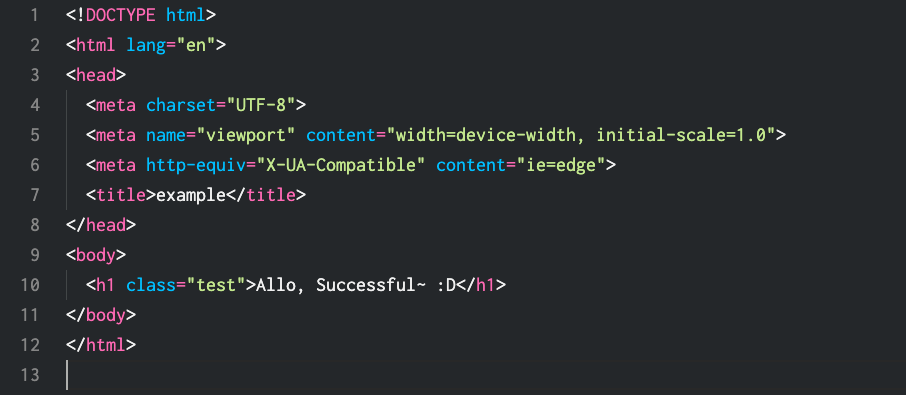 1 <!DOCTYPE html>
2 <html lang="en">
3 <head>
4 <meta charset="UTF-8">
5 <meta name="viewport" content="width=device-width, initial-scale=1.0">
6 <meta http-equiv="X-UA-Compatible" content="ie=edge">
7 <title>example</title>
8 </head>
9 <body>
10 <h1 class="test">Allo, Successful~ :D</h1>
11 </body>
12 </html>
13